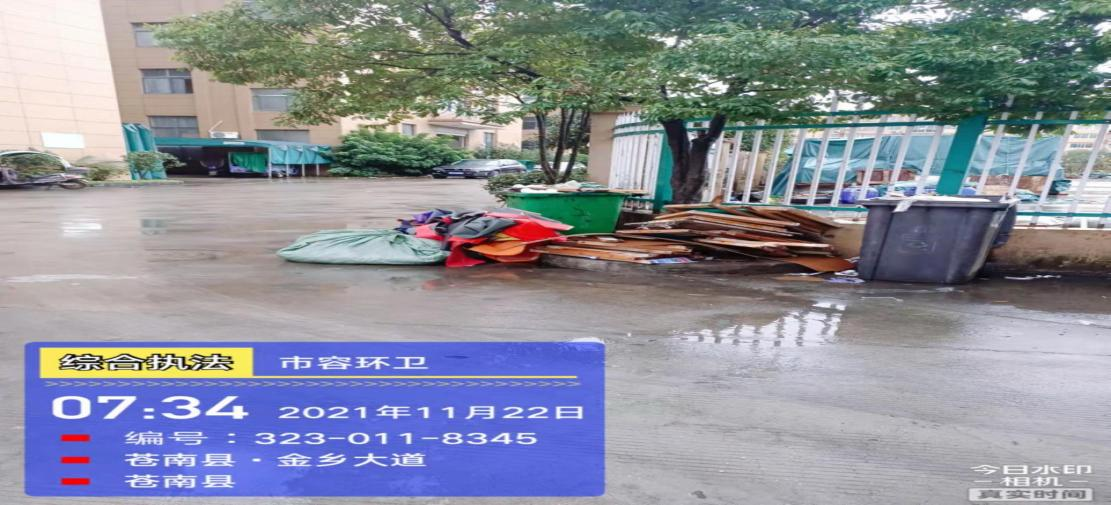 综合执法 市容环卫
07:34 2021年11月22日
编号：323-011-8345
苍南县·金乡大道
苍南县
今日水印
相机
真实时间